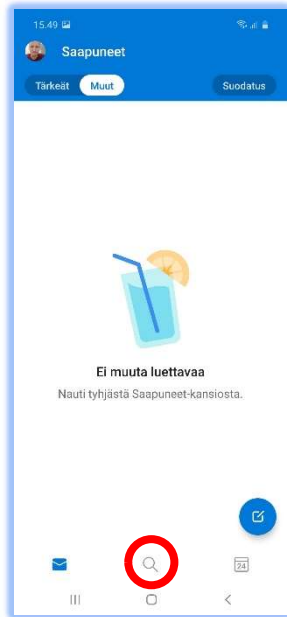 15.49
Saapuneet
Tärkeät Muut Suodatus
Ei muuta luettavaa
Nauti tyhjästä Saapuneet-kansiosta.
24